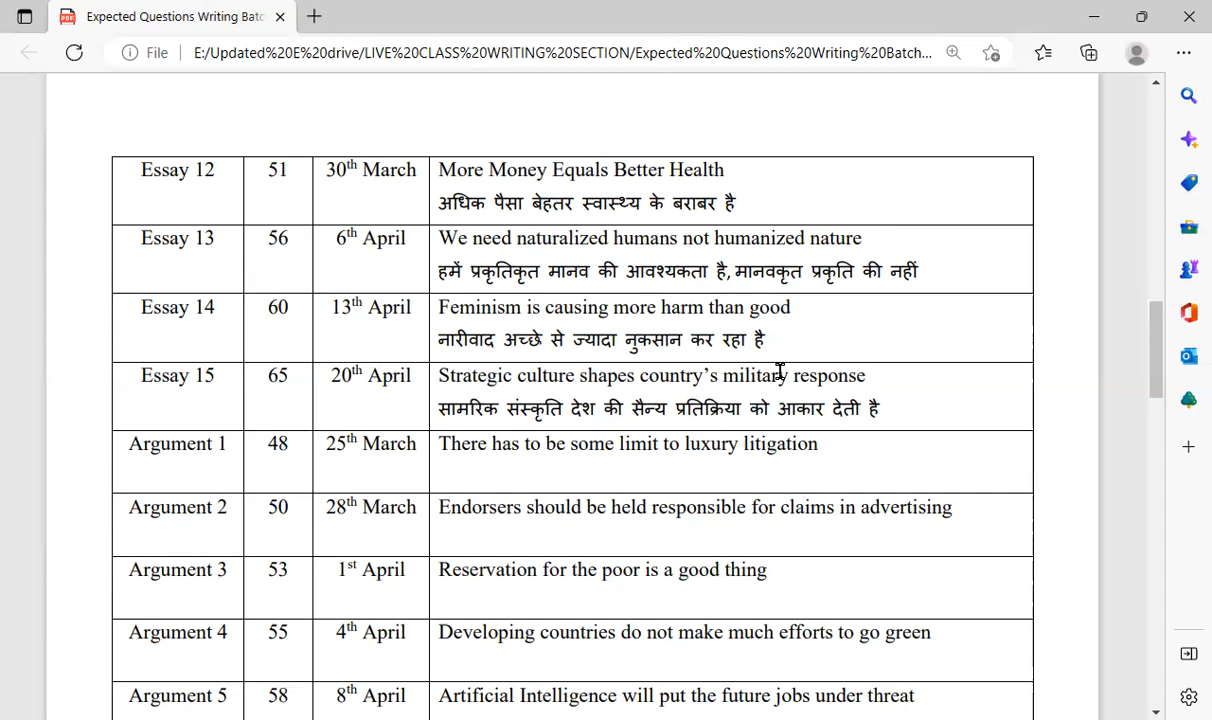 Expected Questions Writing Batc
File E:/Updated%20E%20drive/LIVE%20CLASS%20WRITING%20SECTION/Expected%20Questions%20Writing%20Batch...
Essay 12 51 30th March More Money Equals Better Health
अधिक पैसा बेहतर स्वास्थ्य के बराबर है
Essay 13 56 6th April We need naturalized humans not humanized nature
हमें प्रकृतिकृत मानव की आवश्यकता है, मानवकृत प्रकृति की नहीं
Essay 14 60 13th April Feminism is causing more harm than good
नारीवाद अच्छे से ज्यादा नुकसान कर रहा है
Essay 15 65 20th April Strategic culture shapes country’s military response
सामरिक संस्कृति देश की सैन्य प्रतिक्रिया को आकार देती है
Argument 1 48 25th March There has to be some limit to luxury litigation
Argument 2 50 28th March Endorsers should be held responsible for claims in advertising
Argument 3 53 1st April Reservation for the poor is a good thing
Argument 4 55 4th April Developing countries do not make much efforts to go green
Argument 5 58 8th April Artificial Intelligence will put the future jobs under threat